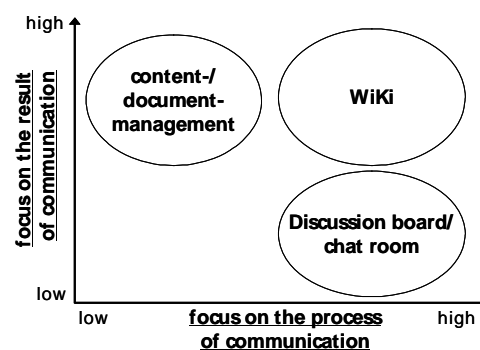 high
content-/
document-
management
WiKi
focus on the result
of communication
Discussion board/
chat room
low
low
focus on the process
of communication
high